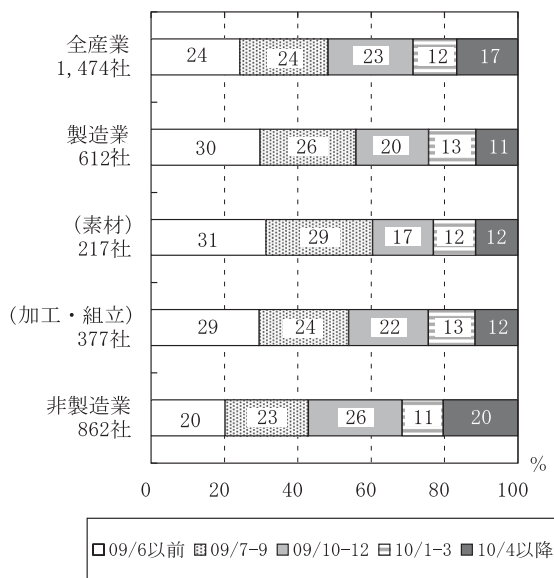 全産業
1,474社
24 24 23 12 17
製造業
612社
30 26 20 13 11
(素材)
217社
31 29 17 12 12
(加工・組立)
377社
29 24 22 13 12
非製造業
862社
20 23 26 11 20
%
0 20 40 60 80 100
09/6以前 09/7-9 09/10-12 10/1-3 10/4以降